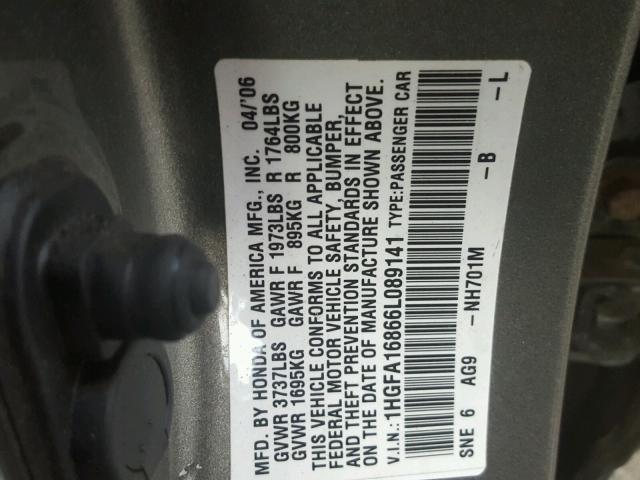 MFD. BY HONDA OF AMERICA MFG., INC. 04/'06
GVWR 3737LBS GAWR F 1973LBS R 1764LBS
GVWR 1695KG GAWR F 895KG R 800KG
THIS VEHICLE CONFORMS TO ALL APPLICABLE
FEDERAL MOTOR VEHICLE SAFETY, BUMPER,
AND THEFT PREVENTION STANDARDS IN EFFECT
ON THE DATE OF MANUFACTURE SHOWN ABOVE.
V.I.N.: 1HGFA16866L089141 TYPE:PASSENGER CAR
SNE 6 AG9 -NH701M -B -L